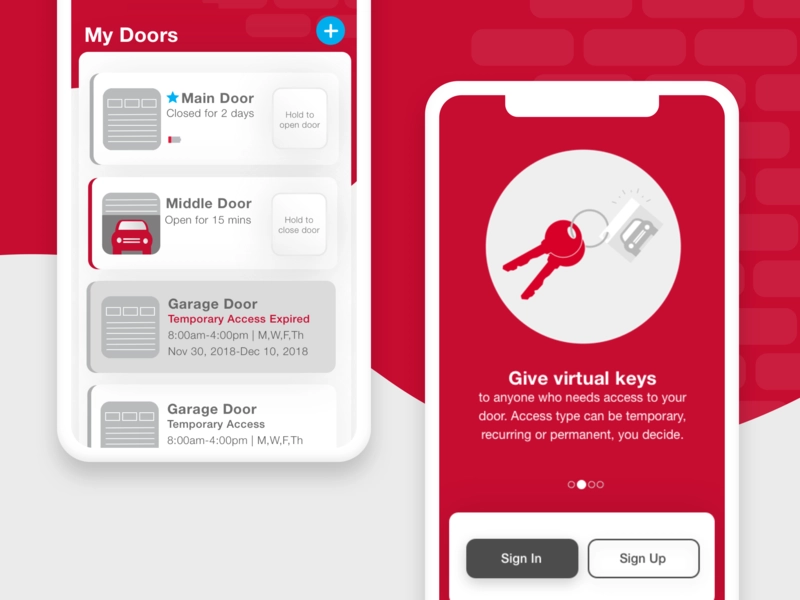 My Doors
Main Door
Closed for 2 days
Hold to
open door
Middle Door
Open for 15 mins
Hold to
close door
Garage Door
Temporary Access Expired
8:00am-4:00pm | M,W,F,Th
Nov 30, 2018-Dec 10, 2018
Garage Door
Temporary Access
8:00am-4:00pm | M,W,F,Th
Give virtual keys
to anyone who needs access to your
door. Access type can be temporary,
recurring or permanent, you decide.
Sign In
Sign Up